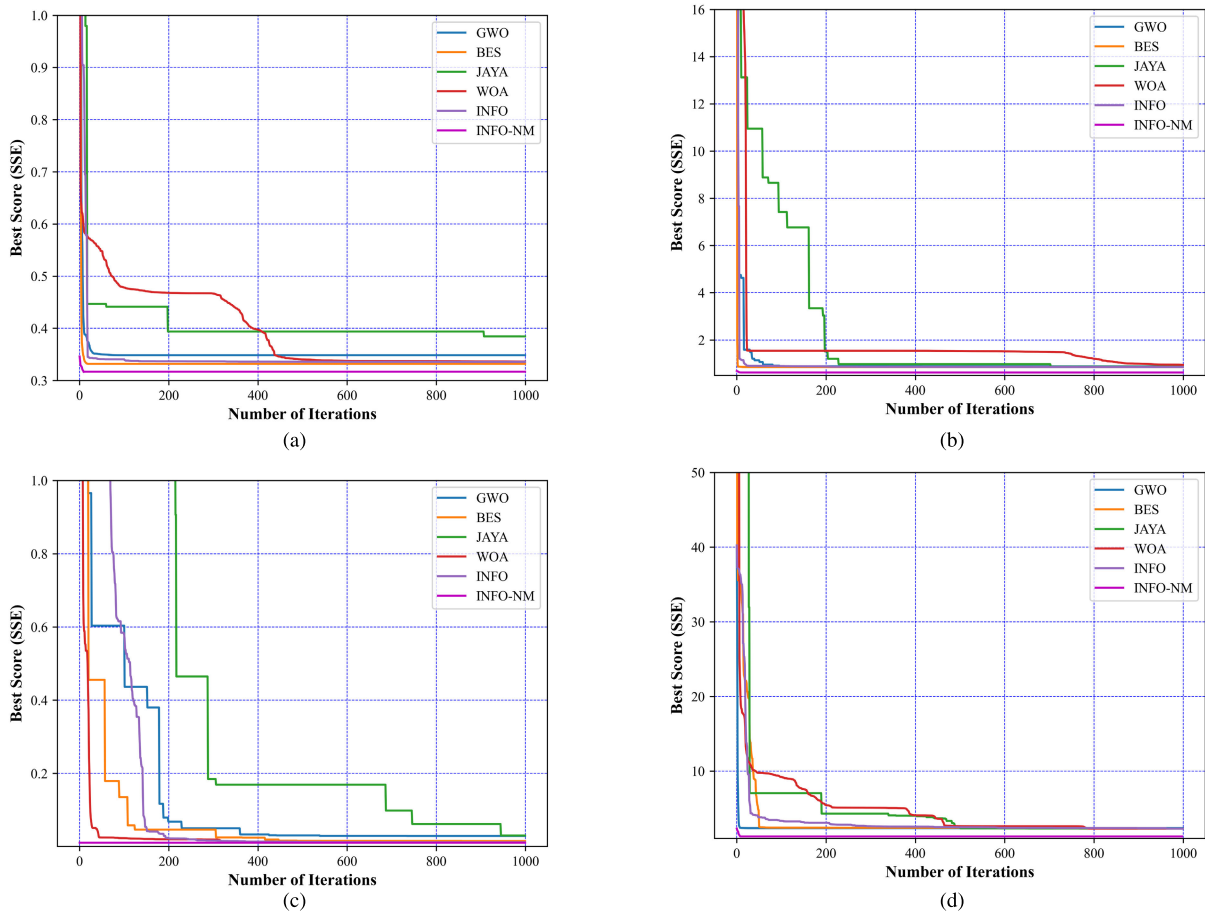 1.0
0.9
0.8
0.7
0.6
0.5
0.4
0.3
Best Score (SSE)
0
200
400
600
800
1000
Number of Iterations
GWO
BES
JAYA
WOA
INFO
INFO-NM
(a)
16
14
12
10
8
6
4
2
Best Score (SSE)
0
200
400
600
800
1000
Number of Iterations
GWO
BES
JAYA
WOA
INFO
INFO-NM
(b)
1.0
0.8
0.6
0.4
0.2
Best Score (SSE)
0
200
400
600
800
1000
Number of Iterations
GWO
BES
JAYA
WOA
INFO
INFO-NM
(c)
50
40
30
20
10
Best Score (SSE)
0
200
400
600
800
1000
Number of Iterations
GWO
BES
JAYA
WOA
INFO
INFO-NM
(d)